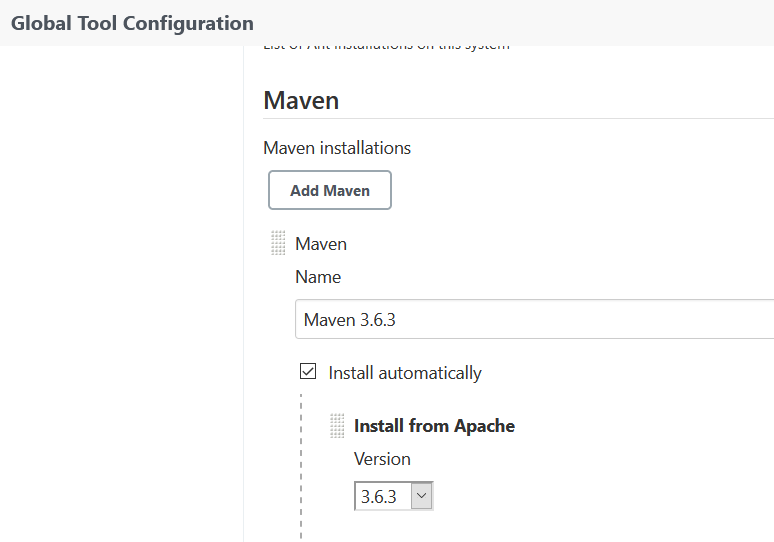 Global Tool Configuration
List of Ant installations on this system
Maven
Maven installations
Add Maven
Maven
Name
Maven 3.6.3
Install automatically
Install from Apache
Version
3.6.3